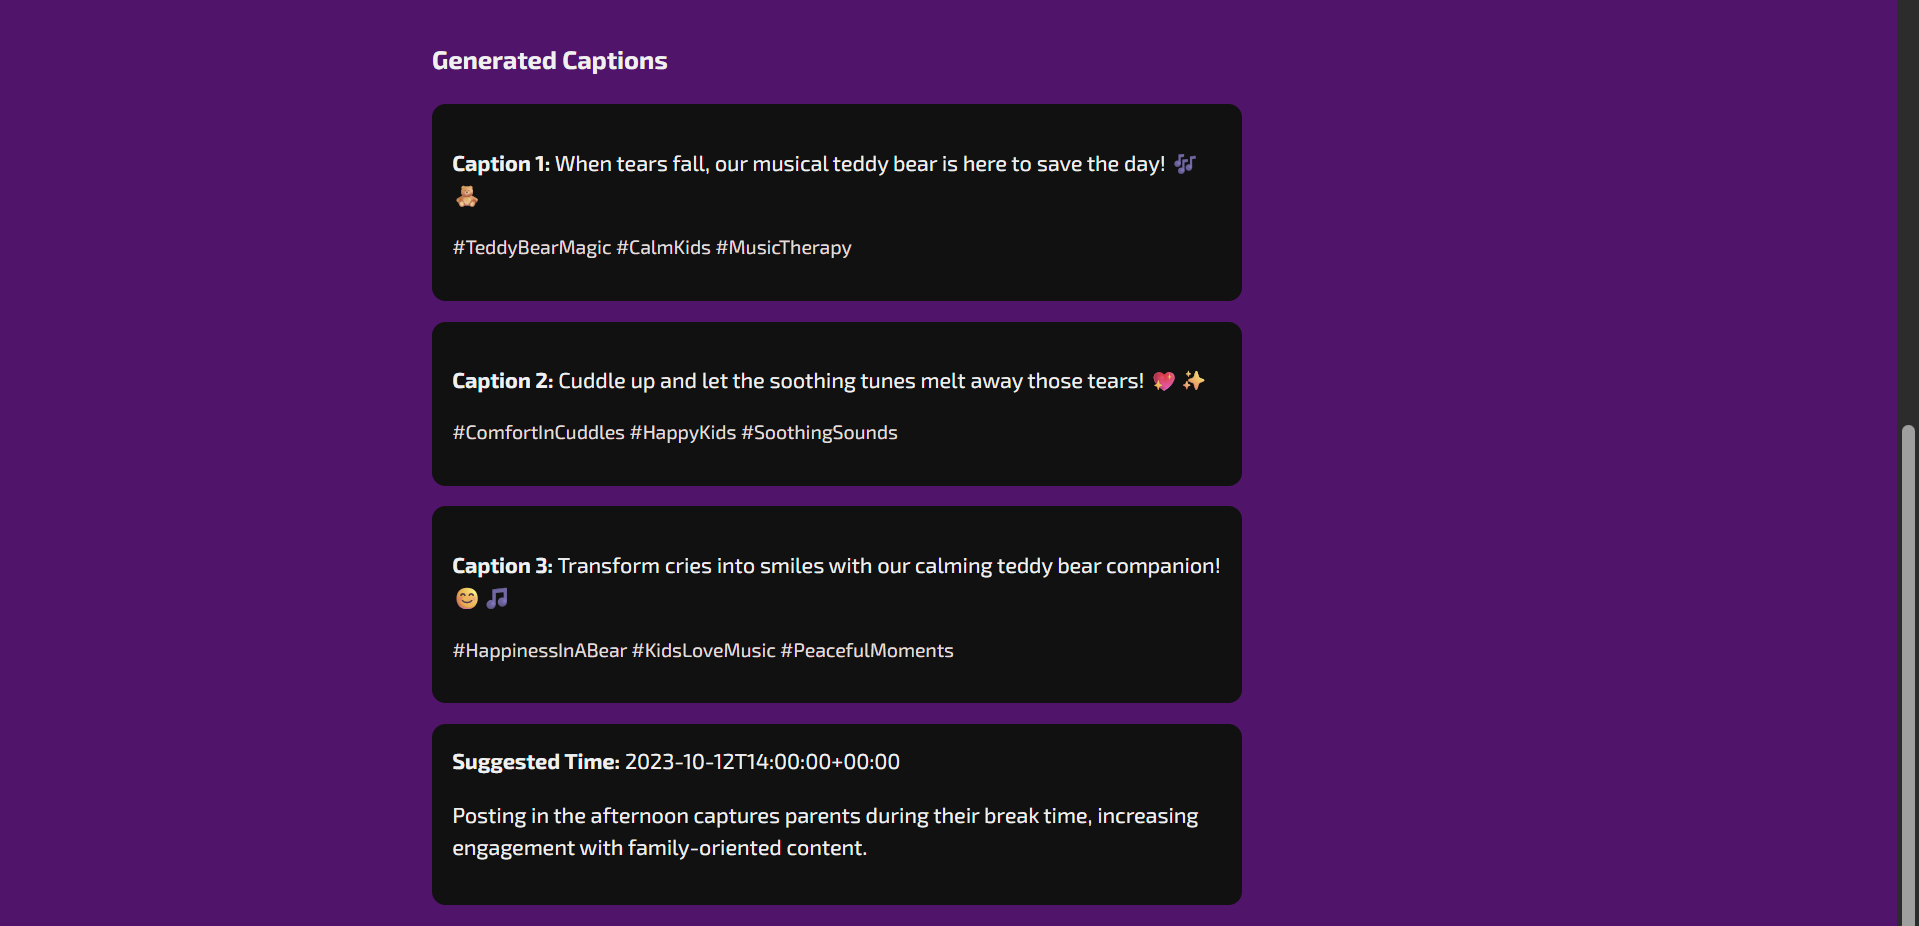 Generated Captions
Caption 1: When tears fall, our musical teddy bear is here to save the day! 🎶
🧸
#TeddyBearMagic #CalmKids #MusicTherapy
Caption 2: Cuddle up and let the soothing tunes melt away those tears! 💖 ✨
#ComfortInCuddles #HappyKids #SoothingSounds
Caption 3: Transform cries into smiles with our calming teddy bear companion!
😊 🎵
#HappinessInABear #KidsLoveMusic #PeacefulMoments
Suggested Time: 2023-10-12T14:00:00+00:00
Posting in the afternoon captures parents during their break time, increasing
engagement with family-oriented content.